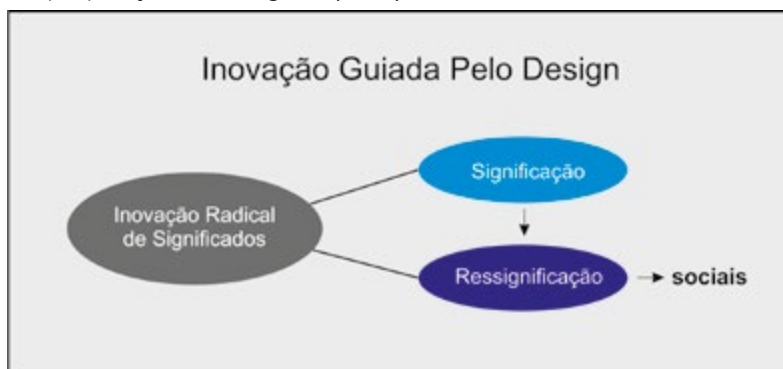 Inovação Guiada Pelo Design
Significação
Inovação Radical
de Significados
Ressignificação
sociais